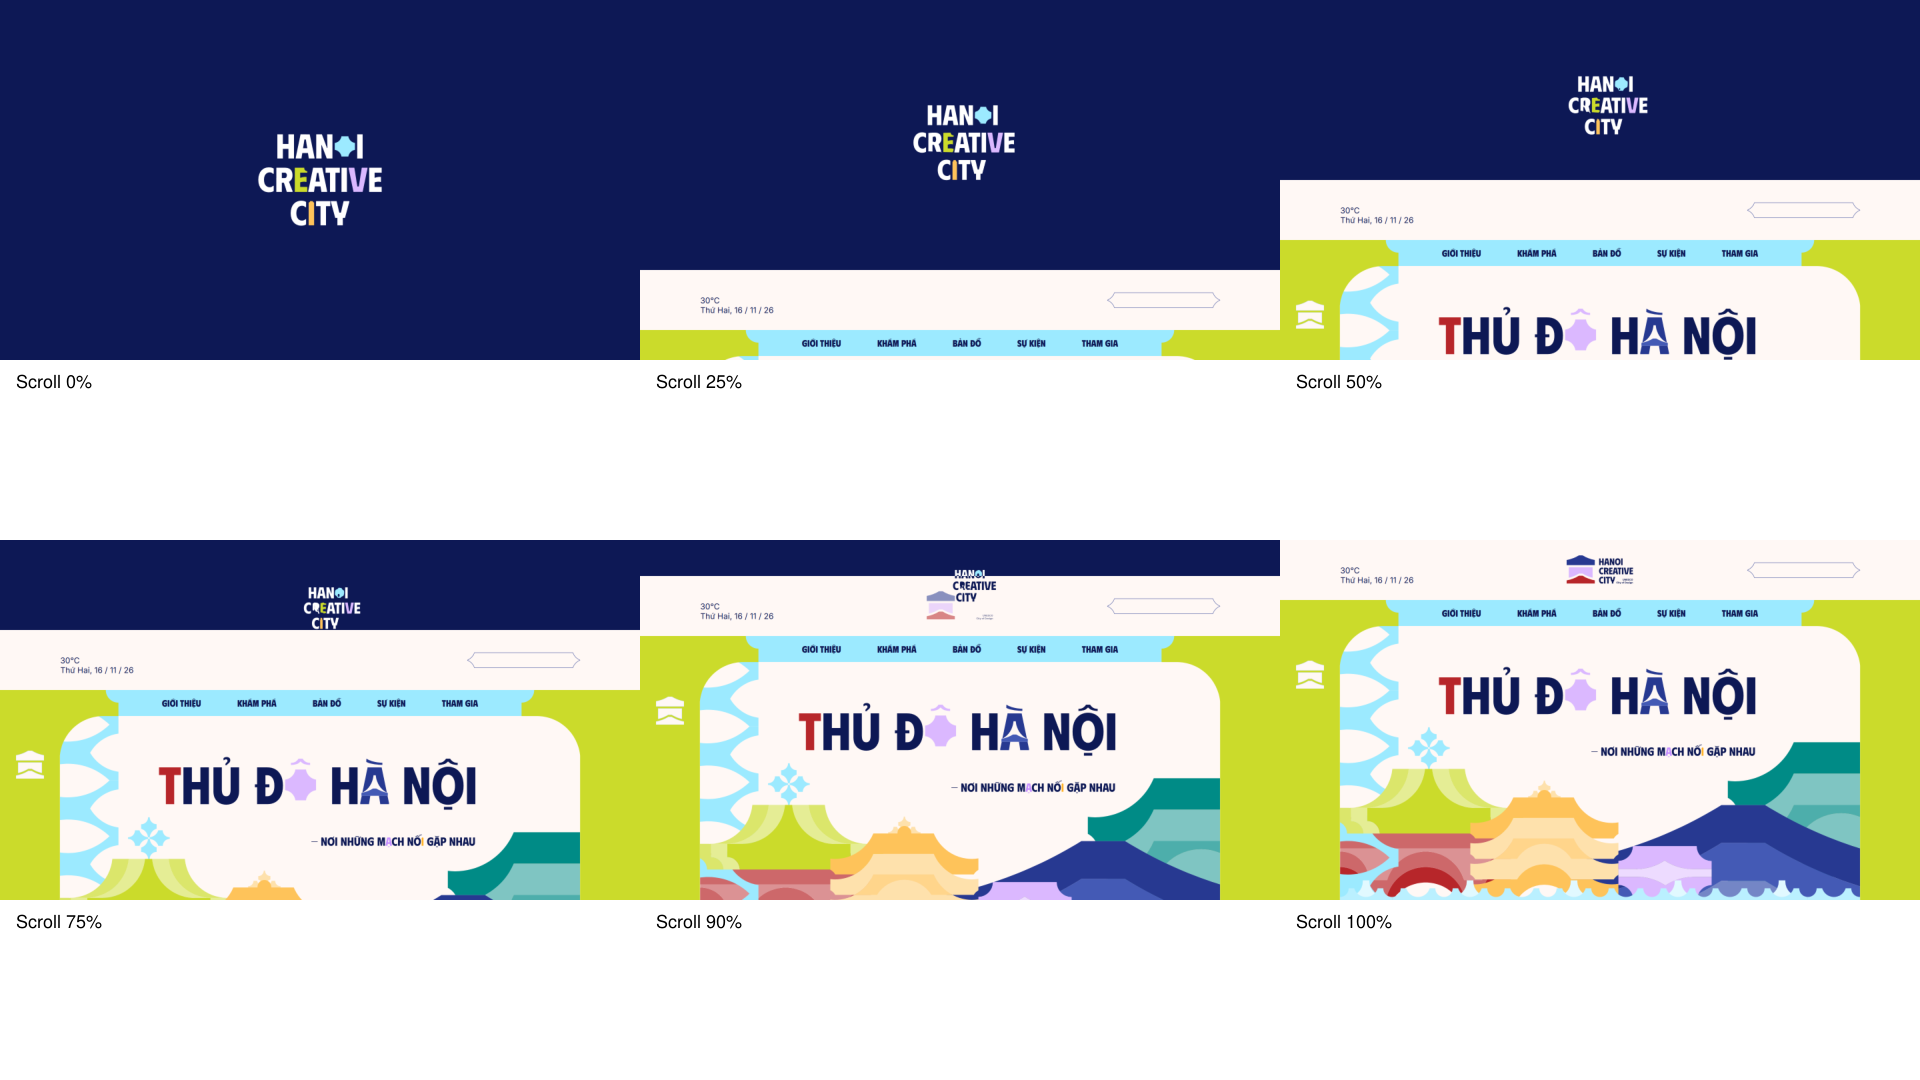 HANOI
CREATIVE
CITY
Scroll 0%
HANOI
CREATIVE
CITY
30°C
Thứ Hai, 16 / 11 / 26
GIỚI THIỆU KHÁM PHÁ BẢN ĐỒ SỰ KIỆN THAM GIA
Scroll 25%
HANOI
CREATIVE
CITY
30°C
Thứ Hai, 16 / 11 / 26
GIỚI THIỆU KHÁM PHÁ BẢN ĐỒ SỰ KIỆN THAM GIA
THỦ ĐÔ HÀ NỘI
Scroll 50%
HANOI
CREATIVE
CITY
30°C
Thứ Hai, 16 / 11 / 26
GIỚI THIỆU KHÁM PHÁ BẢN ĐỒ SỰ KIỆN THAM GIA
THỦ ĐÔ HÀ NỘI
– NƠI NHỮNG MẠCH NỐI GẶP NHAU
Scroll 75%
HANOI
CREATIVE
CITY
30°C
Thứ Hai, 16 / 11 / 26
GIỚI THIỆU KHÁM PHÁ BẢN ĐỒ SỰ KIỆN THAM GIA
THỦ ĐÔ HÀ NỘI
– NƠI NHỮNG MẠCH NỐI GẶP NHAU
Scroll 90%
HANOI
CREATIVE
CITY
30°C
Thứ Hai, 16 / 11 / 26
GIỚI THIỆU KHÁM PHÁ BẢN ĐỒ SỰ KIỆN THAM GIA
THỦ ĐÔ HÀ NỘI
– NƠI NHỮNG MẠCH NỐI GẶP NHAU
Scroll 100%